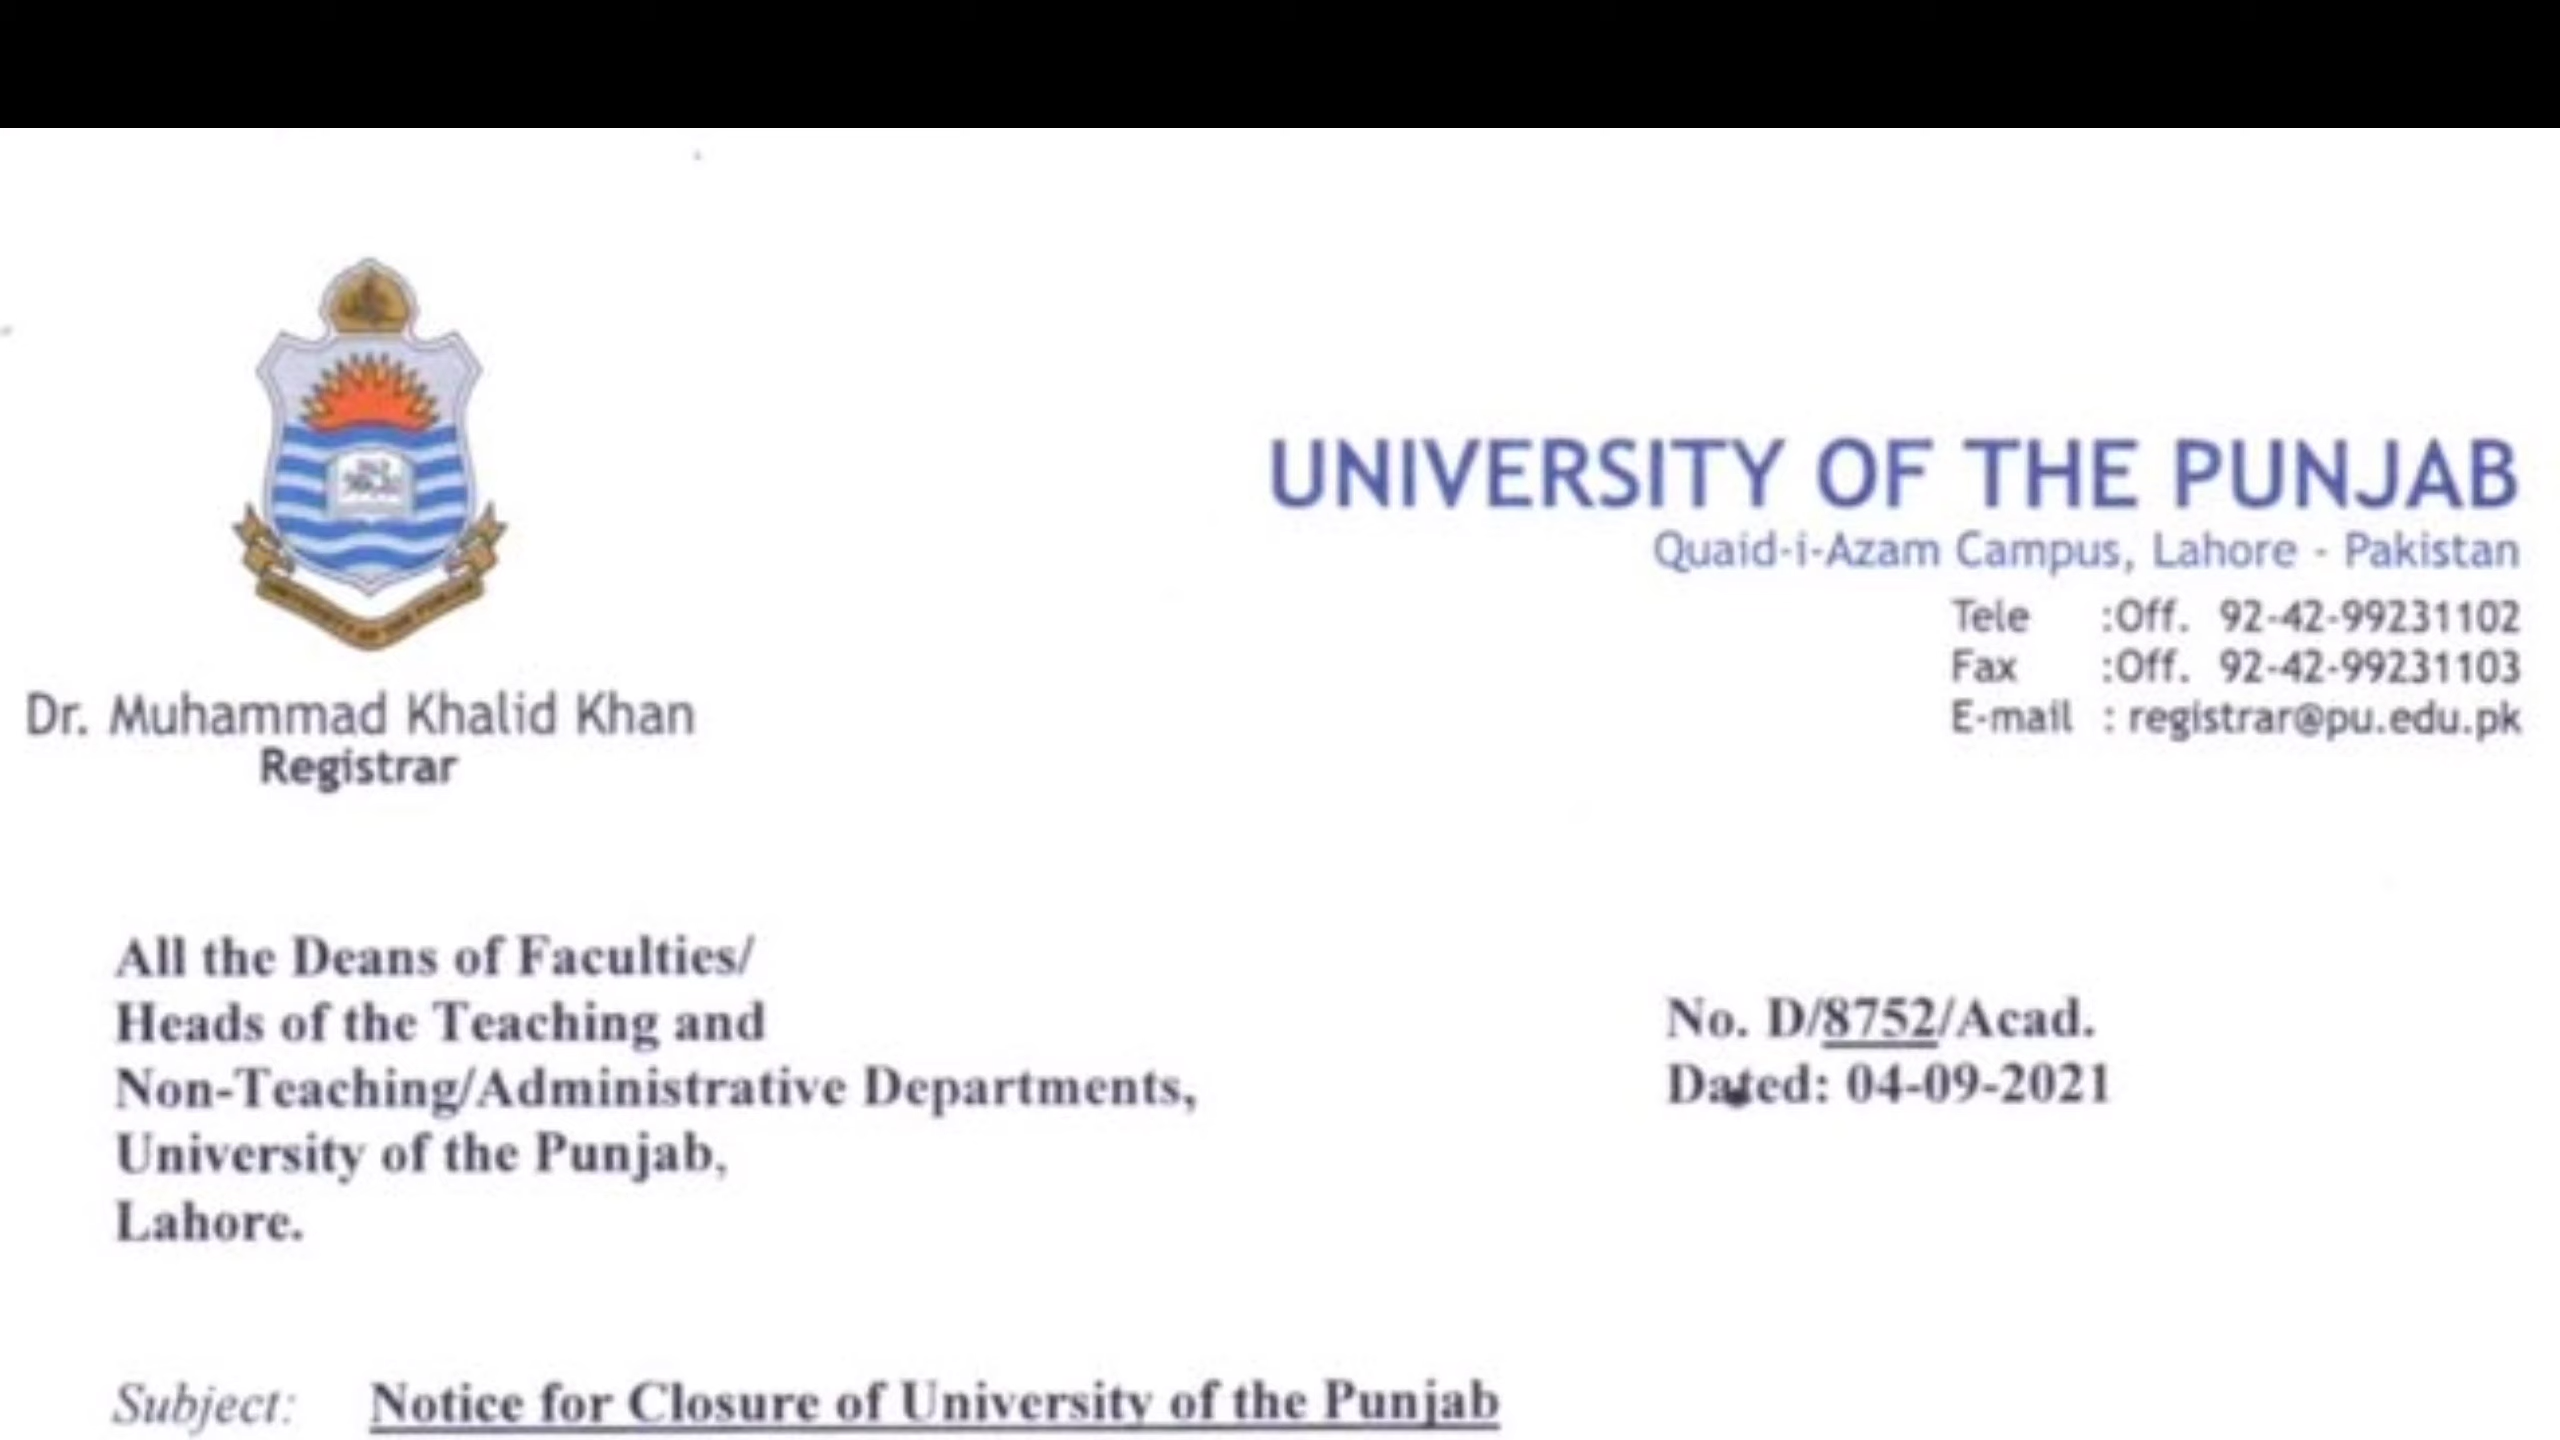 UNIVERSITY OF THE PUNJAB
Quaid-i-Azam Campus, Lahore - Pakistan
Tele :Off. 92-42-99231102
Fax :Off. 92-42-99231103
E-mail : registrar@pu.edu.pk
Dr. Muhammad Khalid Khan
Registrar
All the Deans of Faculties/
Heads of the Teaching and
Non-Teaching/Administrative Departments,
University of the Punjab,
Lahore.
No. D/8752/Acad.
Dated: 04-09-2021
Subject: Notice for Closure of University of the Punjab